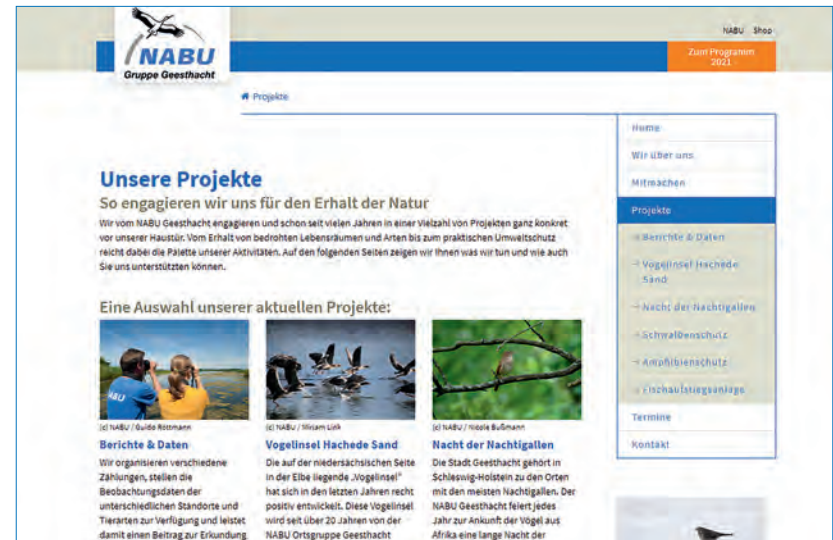 NABU Shop
NABU
Gruppe Geesthacht
Zum Programm
2021
Projekte
Unsere Projekte
So engagieren wir uns für den Erhalt der Natur
Wir vom NABU Geesthacht engagieren und schon seit vielen Jahren in einer Vielzahl von Projekten ganz konkret
vor unserer Haustür. Vom Erhalt von bedrohten Lebensräumen und Arten bis zum praktischen Umweltschutz
reicht dabei die Palette unserer Aktivitäten. Auf den folgenden Seiten zeigen wir Ihnen was wir tun und wie auch
Sie uns unterstützten können.
Eine Auswahl unserer aktuellen Projekte:
NABU
(c) NABU / Guido Rottmann
Berichte & Daten
Wir organisieren verschiedene
Zählungen, stellen die
Beobachtungsdaten der
unterschiedlichen Standorte und
Tierarten zur Verfügung und leistet
damit einen Beitrag zur Erkundung
(c) NABU / Miriam Link
Vogelinsel Hachede Sand
Die auf der niedersächsischen Seite
in der Elbe liegende „Vogelinsel"
hat sich in den letzten Jahren recht
positiv entwickelt. Diese Vogelinsel
wird seit über 20 Jahren von der
NABU Ortsgruppe Geesthacht
(c) NABU / Nicole Bußmann
Nacht der Nachtigallen
Die Stadt Geesthacht gehört in
Schleswig-Holstein zu den Orten
mit den meisten Nachtigallen. Der
NABU Geesthacht feiert jedes
Jahr zur Ankunft der Vögel aus
Afrika eine lange Nacht der
Home
Wir über uns
Mitmachen
Projekte
→ Berichte & Daten
→ Vogelinsel Hachede
Sand
→ Nacht der Nachtigallen
→ Schwalbenschutz
→ Amphibienschutz
→ Fischaufstiegsanlage
Termine
Kontakt